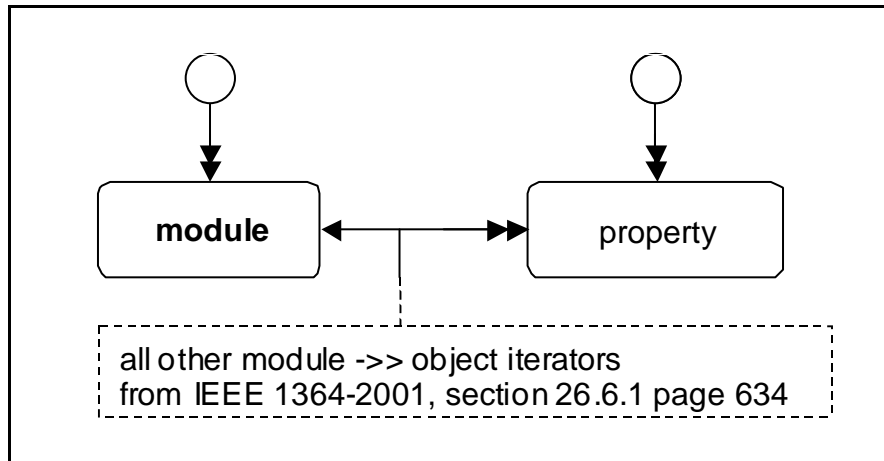 module
property
all other module ->> object iterators
from IEEE 1364-2001, section 26.6.1 page 634